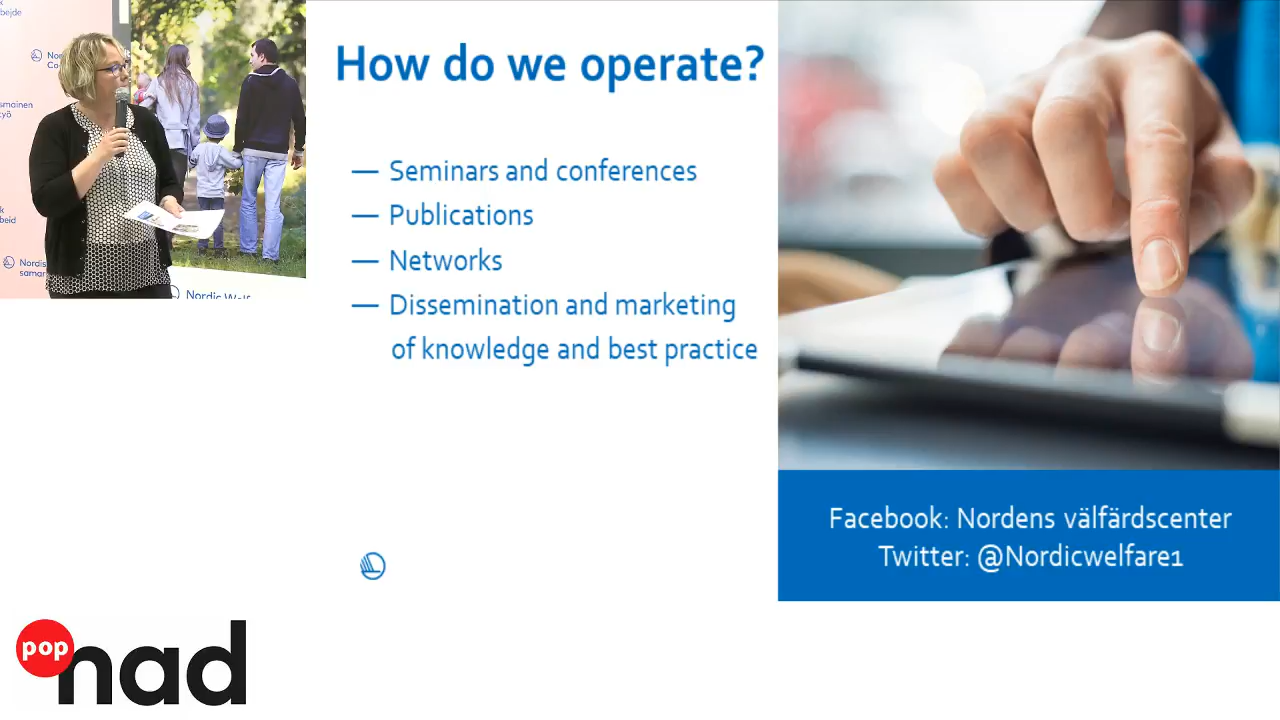 How do we operate?
— Seminars and conferences
— Publications
— Networks
— Dissemination and marketing
of knowledge and best practice
Facebook: Nordens välfärdscenter
Twitter: @Nordicwelfare1
pop
nad